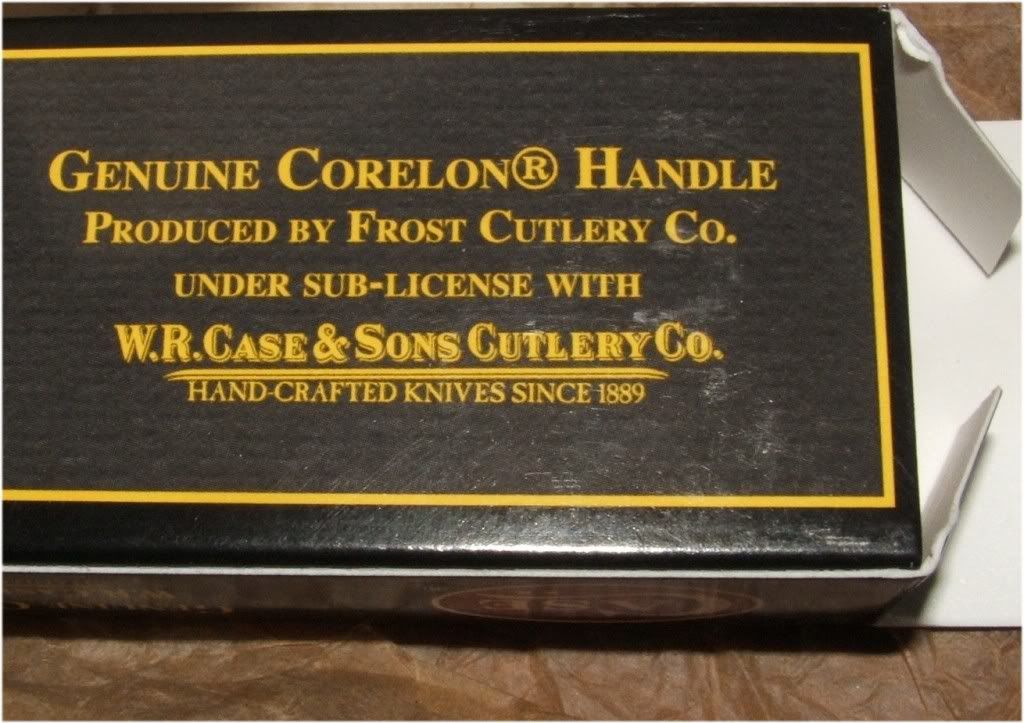 GENUINE CORELON® HANDLE
PRODUCED BY FROST CUTLERY CO.
UNDER SUB-LICENSE WITH
W.R. CASE & SONS CUTLERY CO.
HAND-CRAFTED KNIVES SINCE 1889